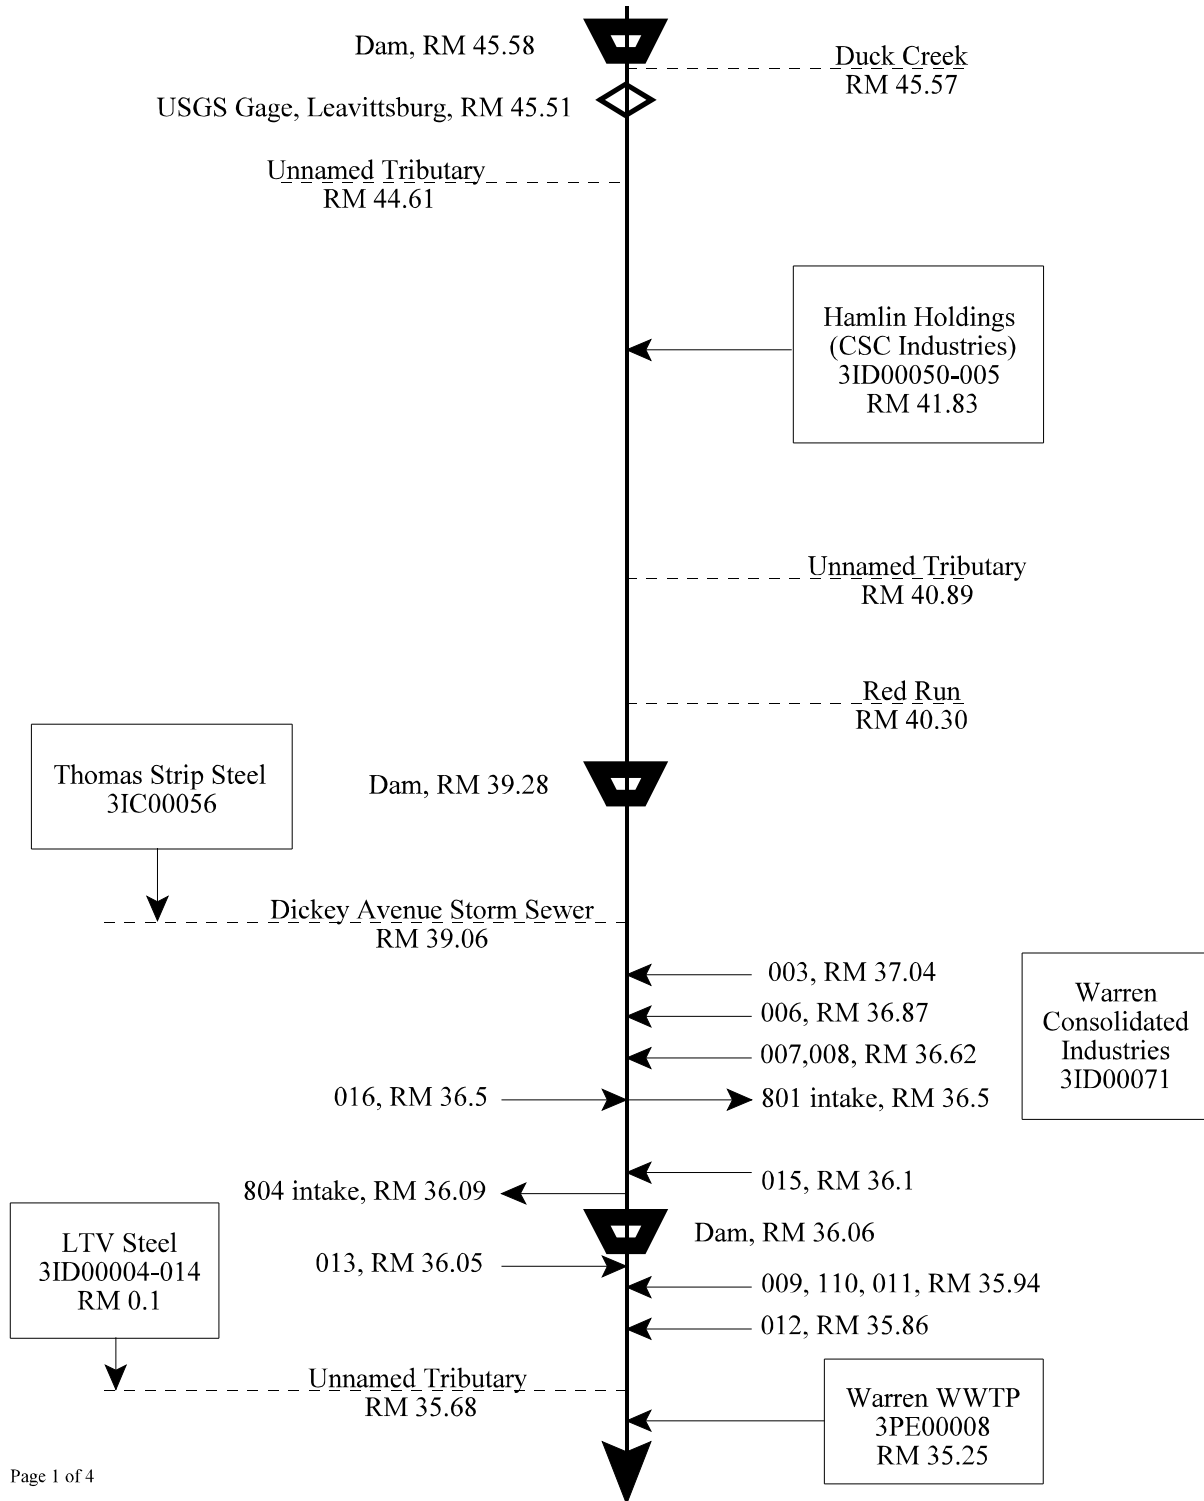 Dam, RM 45.58
Duck Creek
RM 45.57
USGS Gage, Leavittsburg, RM 45.51
Unnamed Tributary
RM 44.61
Hamlin Holdings
(CSC Industries)
3ID00050-005
RM 41.83
Unnamed Tributary
RM 40.89
Red Run
RM 40.30
Thomas Strip Steel
3IC00056
Dam, RM 39.28
Dickey Avenue Storm Sewer
RM 39.06
003, RM 37.04
006, RM 36.87
007,008, RM 36.62
Warren
Consolidated
Industries
3ID00071
016, RM 36.5
801 intake, RM 36.5
015, RM 36.1
804 intake, RM 36.09
Dam, RM 36.06
LTV Steel
3ID00004-014
RM 0.1
013, RM 36.05
009, 110, 011, RM 35.94
012, RM 35.86
Unnamed Tributary
RM 35.68
Warren WWTP
3PE00008
RM 35.25
Page 1 of 4